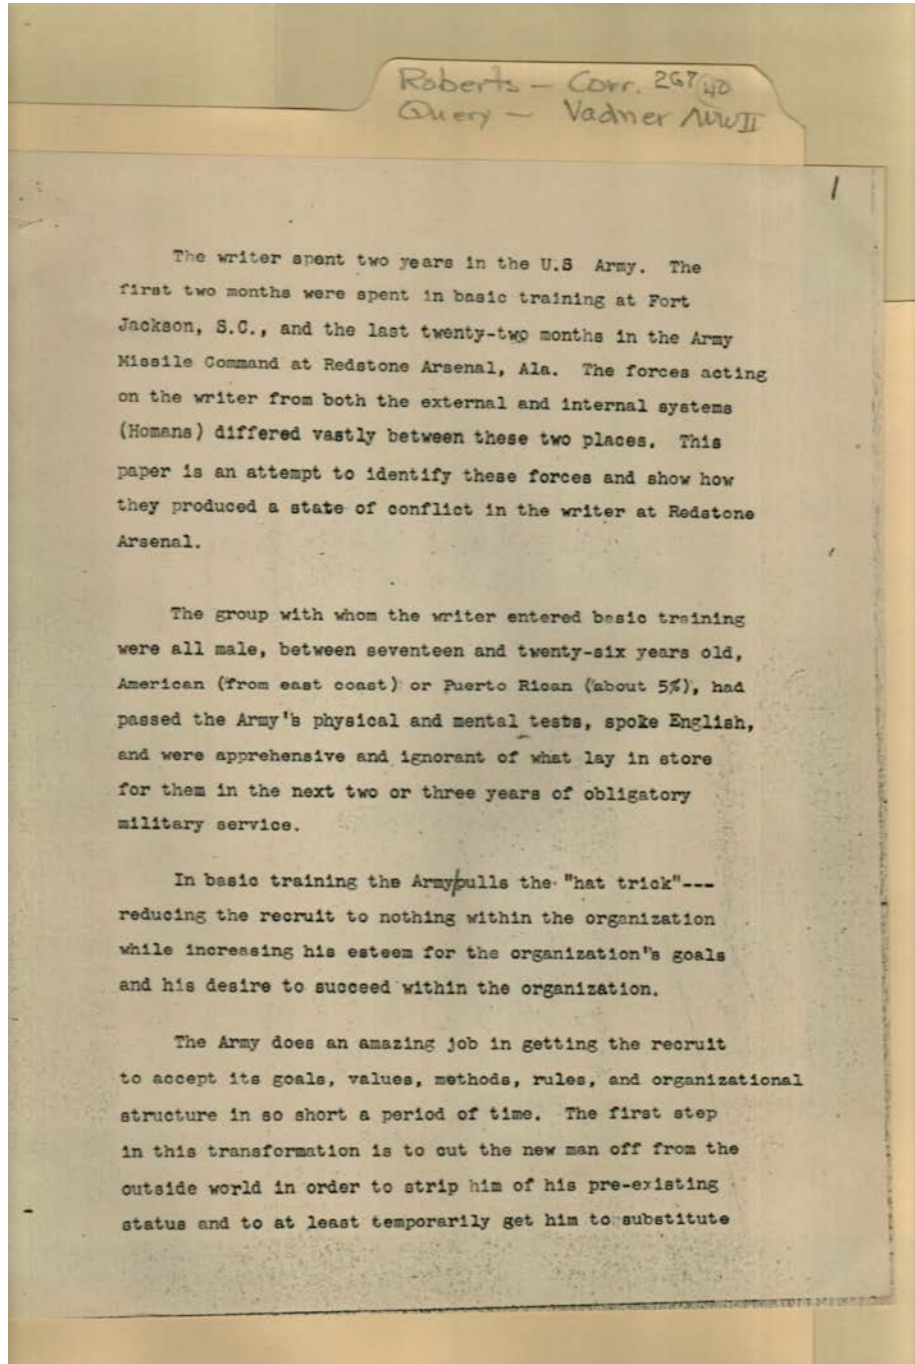 Roberts — Corr. 267 40
Query — Vadner WWII
1
The writer spent two years in the U.S Army. The
first two months were spent in basic training at Fort
Jackson, S.C., and the last twenty-two months in the Army
Missile Command at Redstone Arsenal, Ala. The forces acting
on the writer from both the external and internal systems
(Homans) differed vastly between these two places. This
paper is an attempt to identify these forces and show how
they produced a state of conflict in the writer at Redstone
Arsenal.
The group with whom the writer entered basic training
were all male, between seventeen and twenty-six years old,
American (from east coast) or Puerto Rican (about 5%), had
passed the Army's physical and mental tests, spoke English,
and were apprehensive and ignorant of what lay in store
for them in the next two or three years of obligatory
military service.
In basic training the Army pulls the "hat trick"---
reducing the recruit to nothing within the organization
while increasing his esteem for the organization's goals
and his desire to succeed within the organization.
The Army does an amazing job in getting the recruit
to accept its goals, values, methods, rules, and organizational
structure in so short a period of time. The first step
in this transformation is to cut the new man off from the
outside world in order to strip him of his pre-existing
status and to at least temporarily get him to substitute